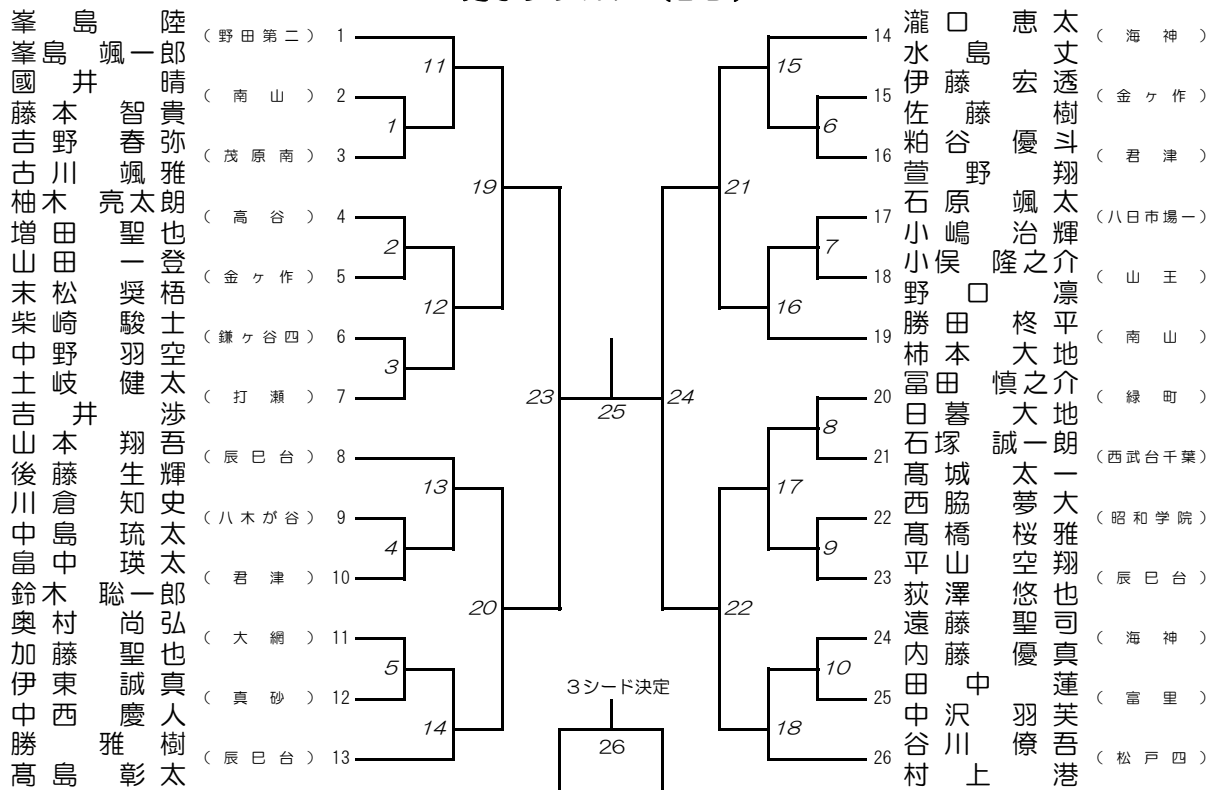 峯島 陸
(野田第二) 1
峯島 颯一郎
國井 晴
(南山) 2
藤本 智貴
吉野 春弥
(茂原南) 3
古川 颯雅
柚木 亮太朗
(高谷) 4
増田 聖也
山田 一登
(金ヶ作) 5
末松 奨梧
柴崎 駿士
(鎌ヶ谷四) 6
中野 羽空
土岐 健太
(打瀬) 7
吉井 渉
山本 翔吾
(辰巳台) 8
後藤 生輝
川倉 知史
(八木が谷) 9
中島 琉太
畠中 瑛太
(君津) 10
鈴木 聡一郎
奥村 尚弘
(大網) 11
加藤 聖也
伊東 誠真
(真砂) 12
中西 慶人
勝 雅樹
(辰巳台) 13
髙島 彰太
11
1
19
2
12
3
23
13
4
20
5
14
25
3シード決定
26
24
15
6
21
7
16
8
17
9
22
10
18
瀧口 恵太
14 (海神)
水島 丈
伊藤 宏透
15 (金ヶ作)
佐藤 樹
粕谷 優斗
16 (君津)
萱野 翔
石原 颯太
17 (八日市場一)
小嶋 治輝
小俣 隆之介
18 (山王)
野口 凛
勝田 柊平
19 (南山)
柿本 大地
冨田 慎之介
20 (緑町)
日暮 大地
石塚 誠一朗
21 (西武台千葉)
髙城 太一
西脇 夢大
22 (昭和学院)
髙橋 桜雅
平山 空翔
23 (辰巳台)
荻澤 悠也
遠藤 聖司
24 (海神)
内藤 優真
田中 蓮
25 (富里)
中沢 羽芙
谷川 僚吾
26 (松戸四)
村上 港